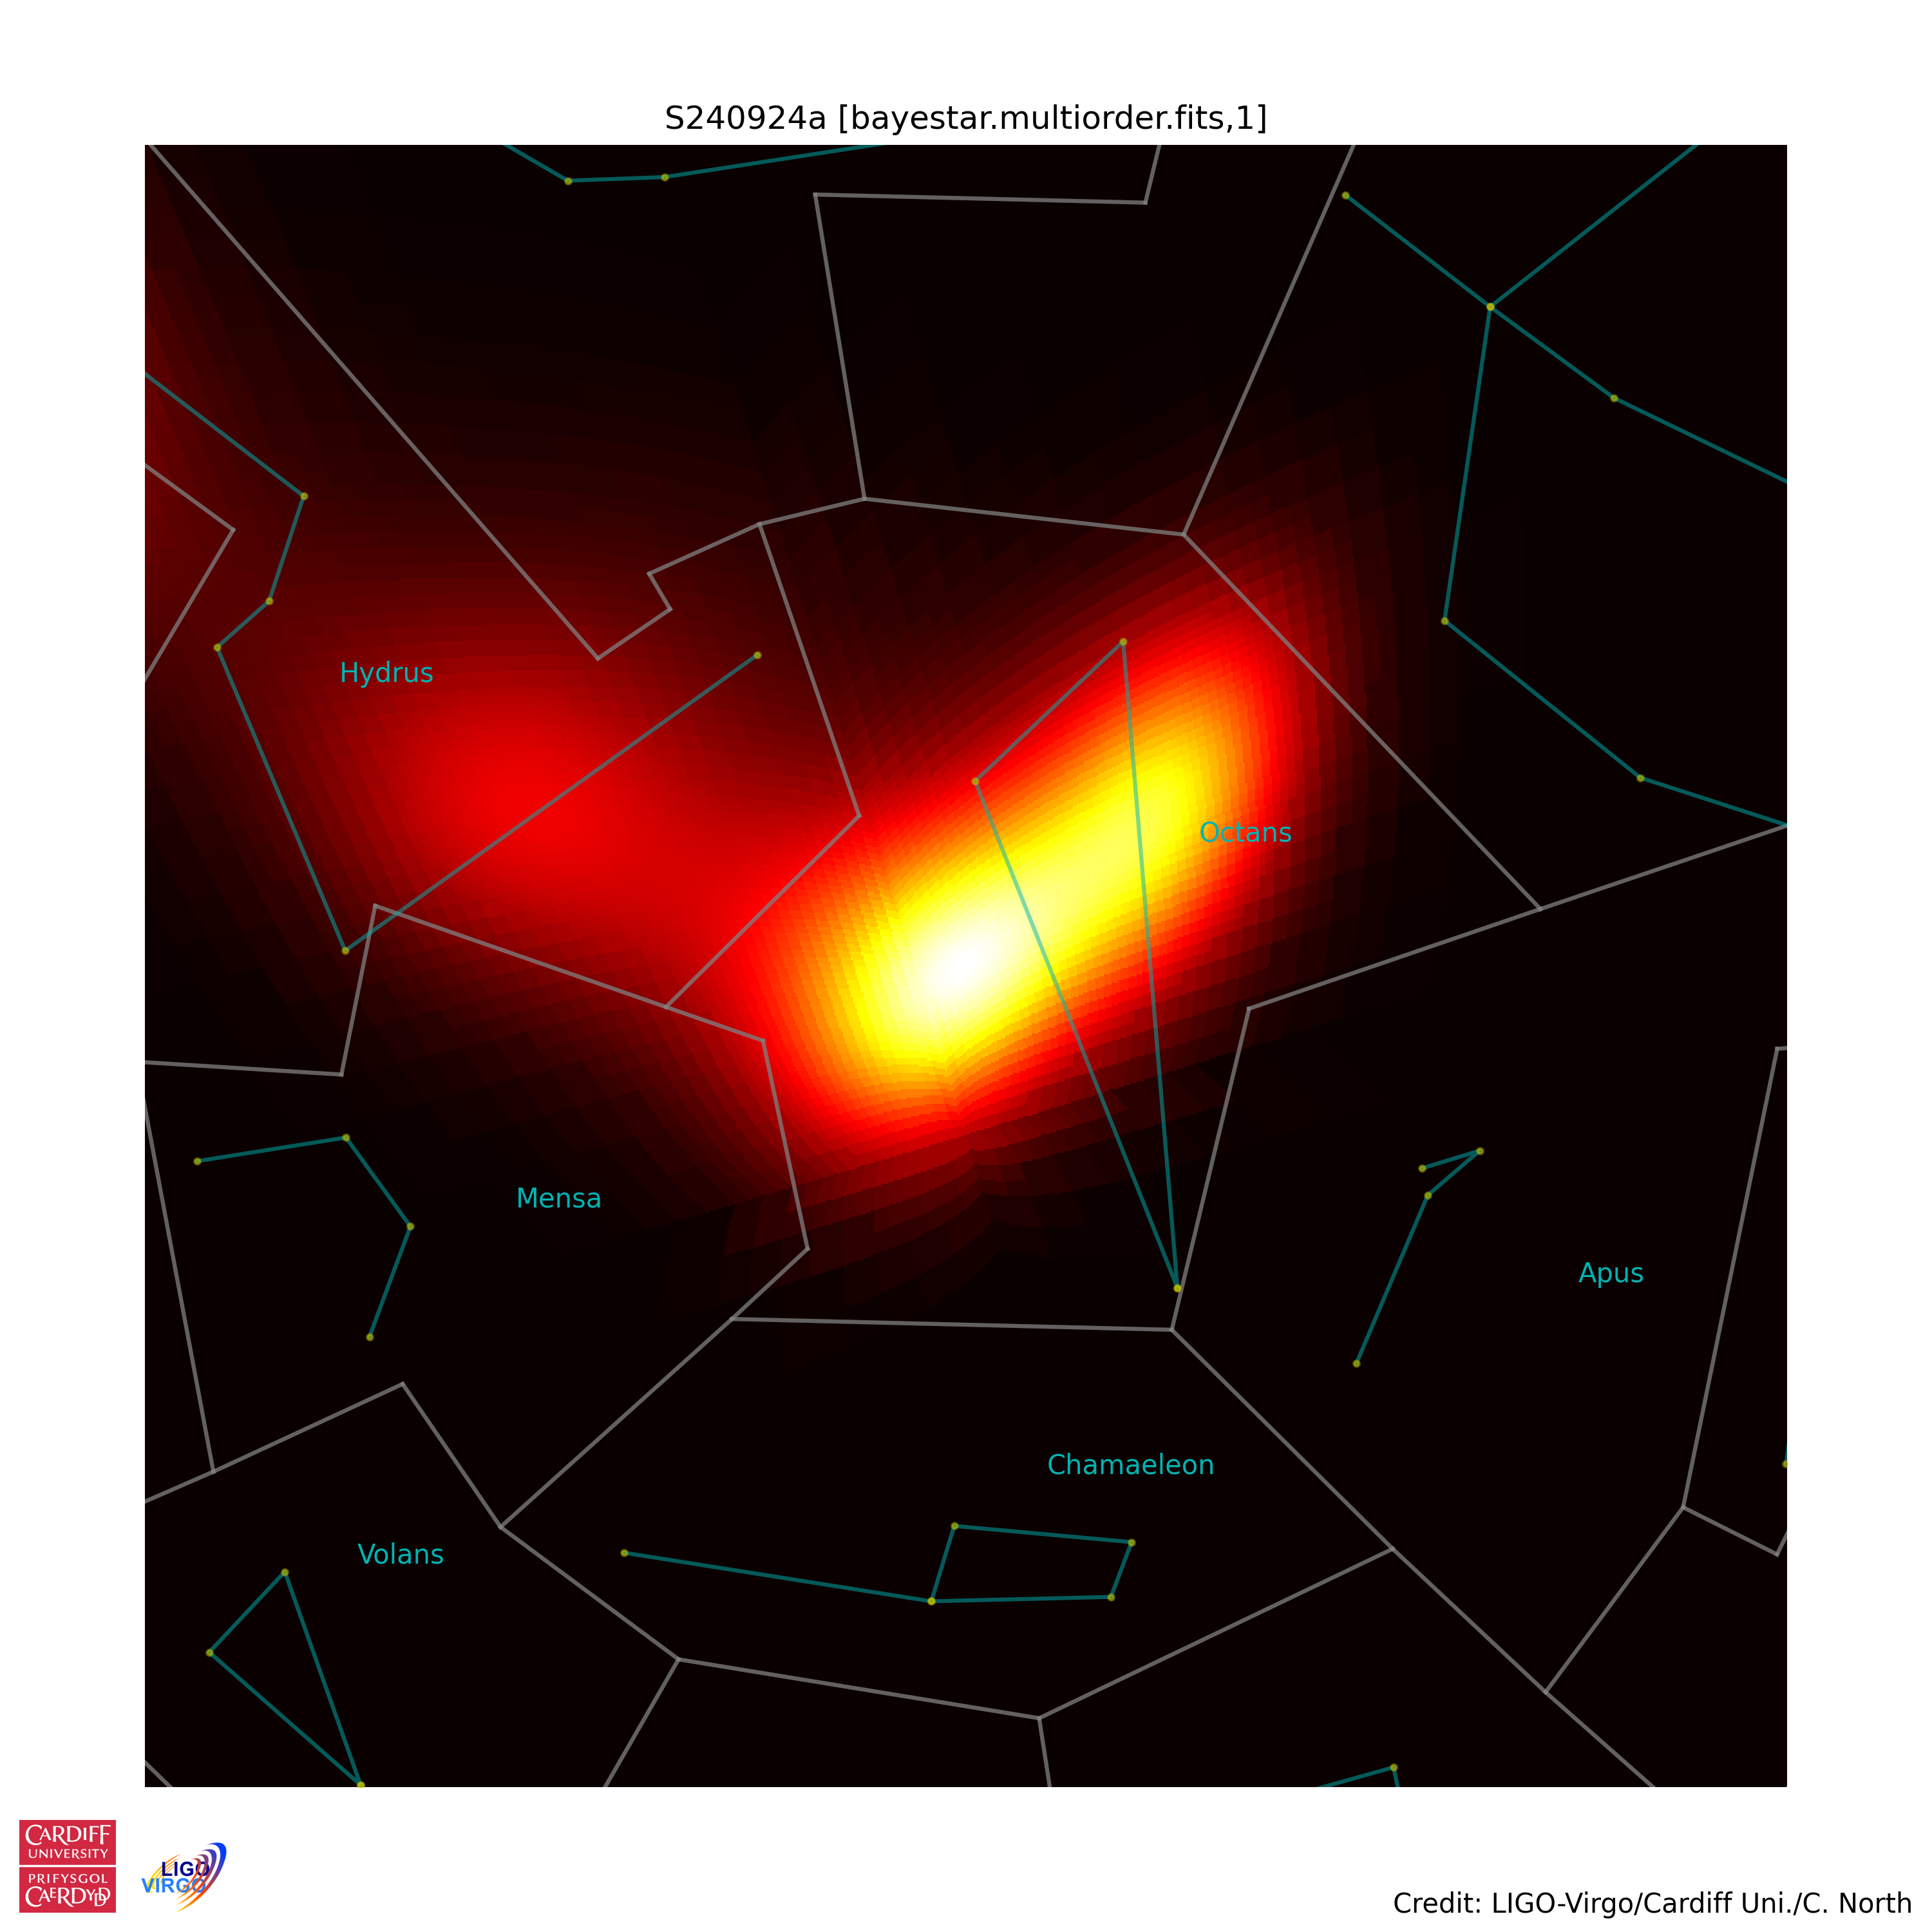 S240924a [bayestar.multiorder.fits,1]
Hydrus
Octans
Mensa
Apus
Chamaeleon
Volans
CARDIFF
UNIVERSITY
PRIFYSGOL
CAERDYDD
LIGO
VIRGO
Credit: LIGO-Virgo/Cardiff Uni./C. North